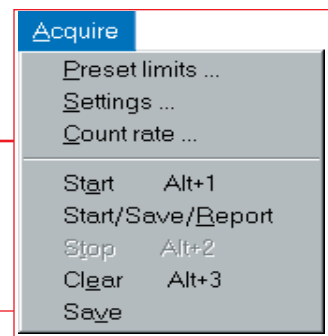 Acquire
Preset limits ...
Settings ...
Count rate ...
Start Alt+1
Start/Save/Report
Stop Alt+2
Clear Alt+3
Save